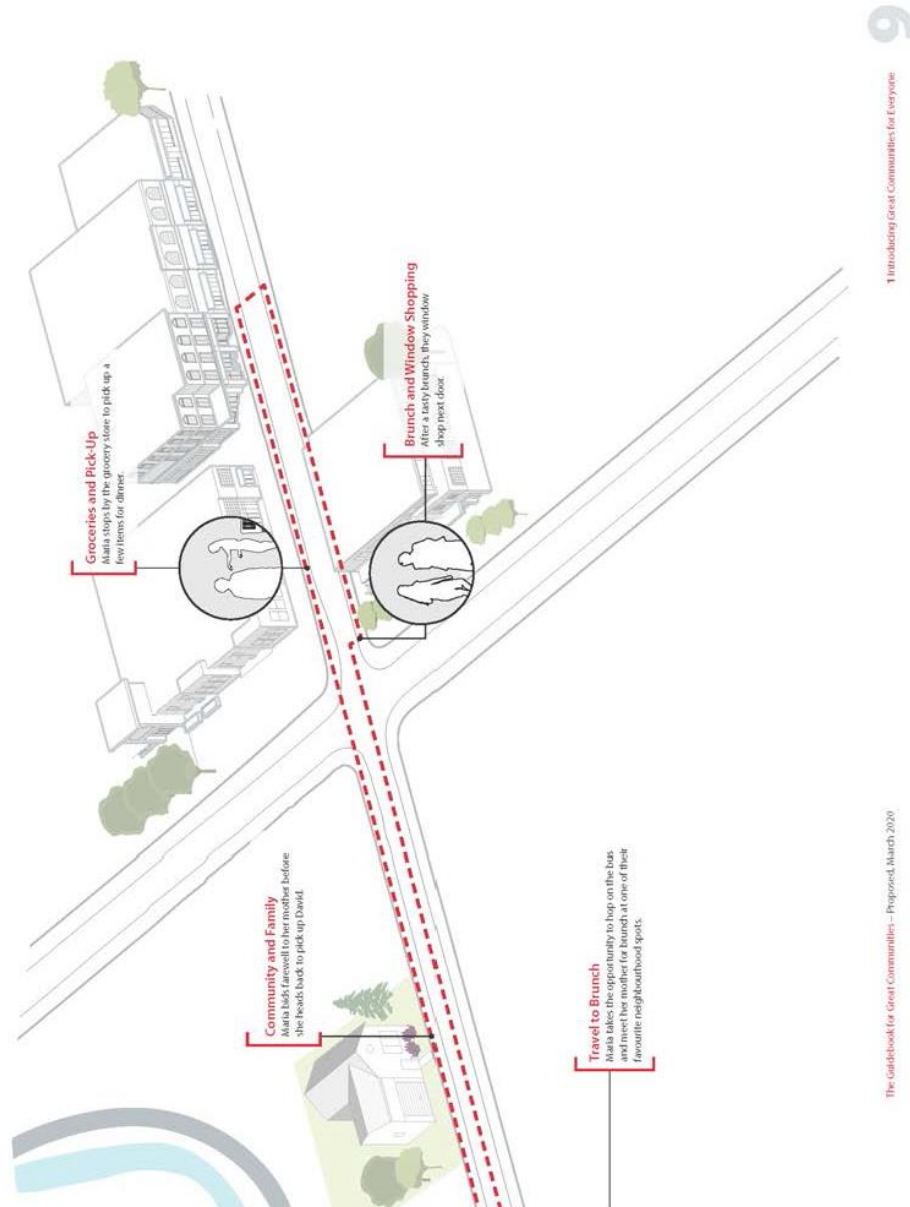 Groceries and Pick-Up
Maria stops by the grocery store to pick up a
few items for dinner.
Brunch and Window Shopping
After a tasty brunch, they window
shop next door.
Community and Family
Maria bids farewell to her mother before
she heads back to pick up David.
Travel to Brunch
Maria takes the opportunity to hop on the bus
and meet her mother for brunch at one of their
favourite neighbourhood spots.
The Guidebook for Great Communities – Proposed, March 2020
1 Introducing Great Communities for Everyone
9